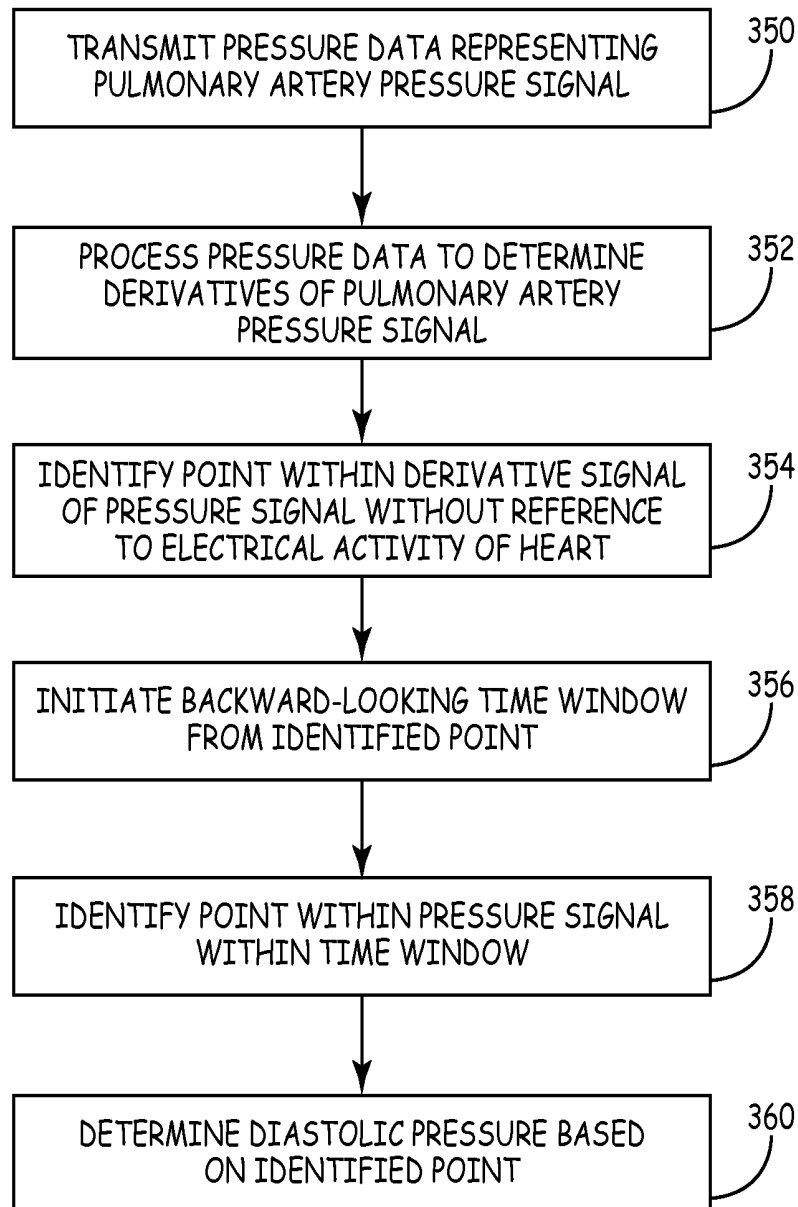 TRANSMIT PRESSURE DATA REPRESENTING
PULMONARY ARTERY PRESSURE SIGNAL
350
PROCESS PRESSURE DATA TO DETERMINE
DERIVATIVES OF PULMONARY ARTERY
PRESSURE SIGNAL
352
IDENTIFY POINT WITHIN DERIVATIVE SIGNAL
OF PRESSURE SIGNAL WITHOUT REFERENCE
TO ELECTRICAL ACTIVITY OF HEART
354
INITIATE BACKWARD-LOOKING TIME WINDOW
FROM IDENTIFIED POINT
356
IDENTIFY POINT WITHIN PRESSURE SIGNAL
WITHIN TIME WINDOW
358
DETERMINE DIASTOLIC PRESSURE BASED
ON IDENTIFIED POINT
360